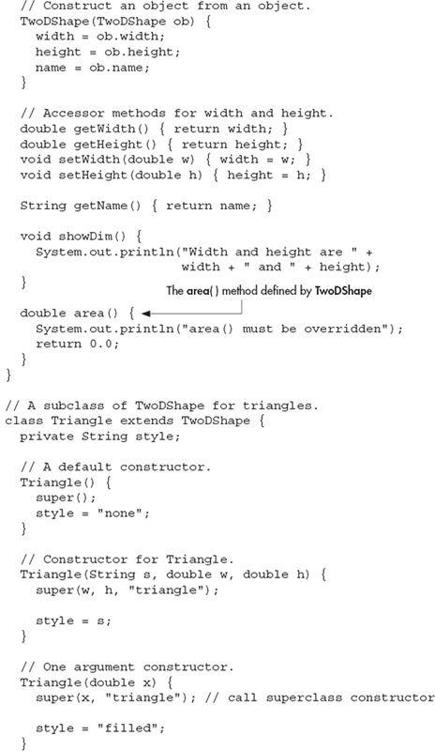 // Construct an object from an object.
TwoDShape(TwoDShape ob) {
width = ob.width;
height = ob.height;
name = ob.name;
}
// Accessor methods for width and height.
double getWidth() { return width; }
double getHeight() { return height; }
void setWidth(double w) { width = w; }
void setHeight(double h) { height = h; }
String getName() { return name; }
void showDim() {
System.out.println("Width and height are " +
width + " and " + height);
}
The area( ) method defined by TwoDShape
double area() {
System.out.println("area() must be overridden");
return 0.0;
}
}
// A subclass of TwoDShape for triangles.
class Triangle extends TwoDShape {
private String style;
// A default constructor.
Triangle() {
super();
style = "none";
}
// Constructor for Triangle.
Triangle(String s, double w, double h) {
super(w, h, "triangle");
style = s;
}
// One argument constructor.
Triangle(double x) {
super(x, "triangle"); // call superclass constructor
style = "filled";
}